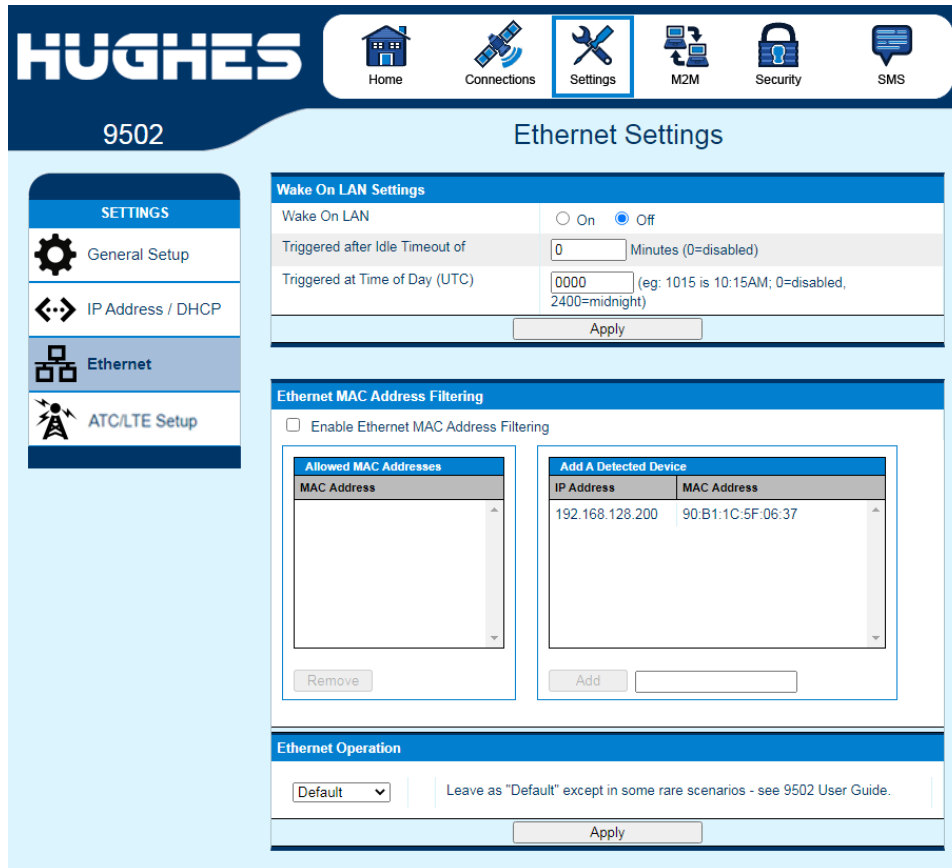 HUGHES
Home
Connections
Settings
M2M
Security
SMS
9502
Ethernet Settings
SETTINGS
General Setup
IP Address / DHCP
Ethernet
ATC/LTE Setup
Wake On LAN Settings
Wake On LAN
On
Off
Triggered after Idle Timeout of
0
Minutes (0=disabled)
Triggered at Time of Day (UTC)
0000
(eg: 1015 is 10:15AM; 0=disabled,
2400=midnight)
Apply
Ethernet MAC Address Filtering
Enable Ethernet MAC Address Filtering
Allowed MAC Addresses
MAC Address
Remove
Add A Detected Device
IP Address
MAC Address
192.168.128.200
90:B1:1C:5F:06:37
Add
Ethernet Operation
Default
Leave as "Default" except in some rare scenarios - see 9502 User Guide.
Apply